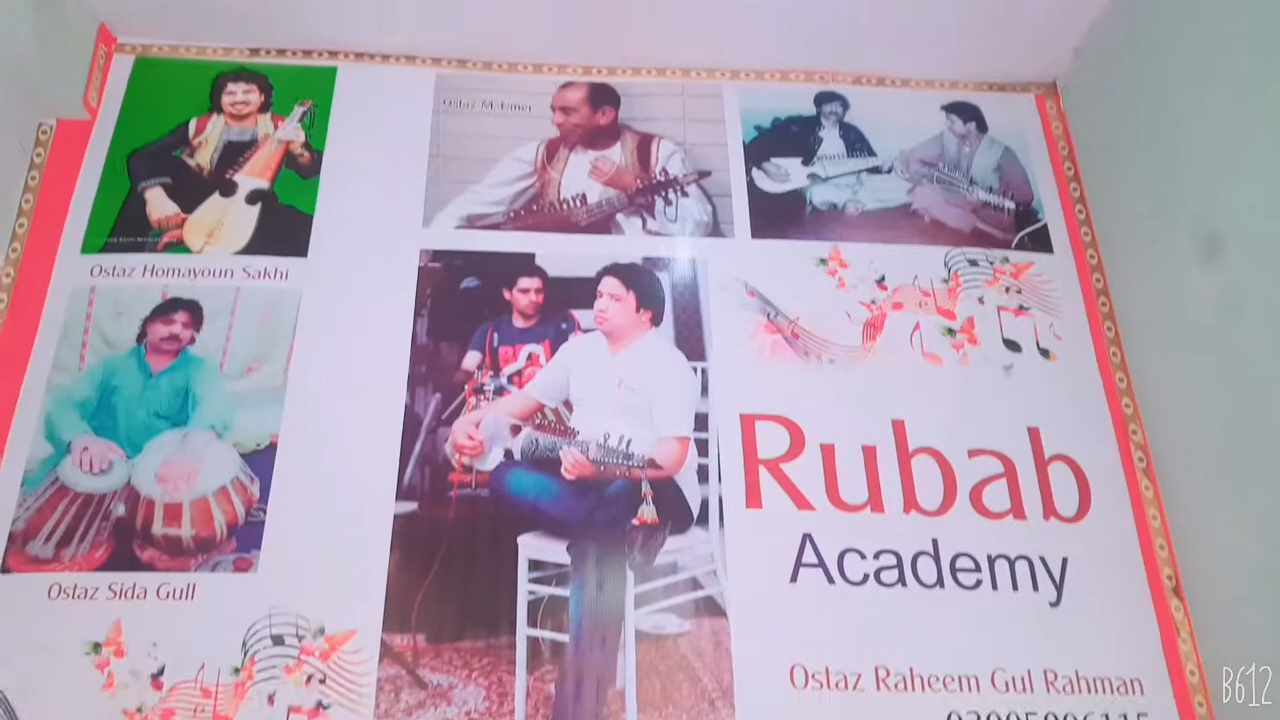 Ostaz M. Umer
Ostaz Homayoun Sakhi
Ostaz Sida Gull
Rubab
Academy
Ostaz Raheem Gul Rahman
B612